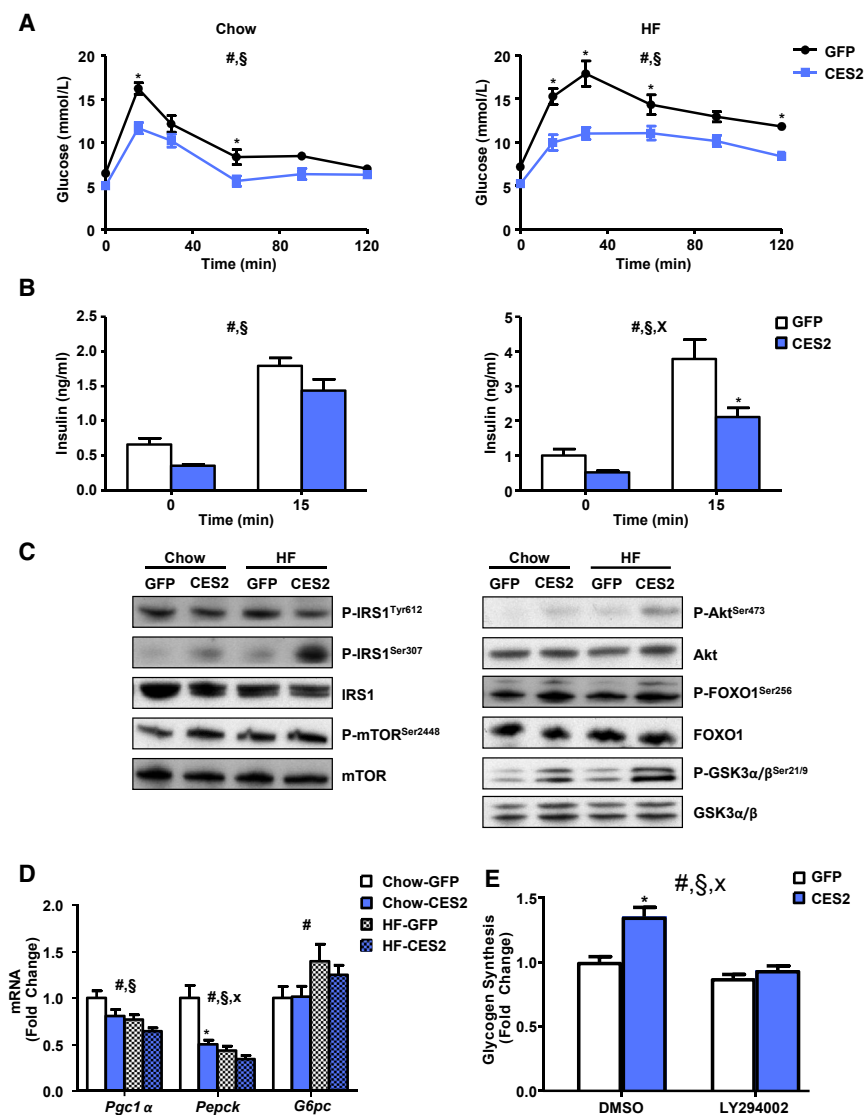 A
Chow
HF
#,§
#,§
GFP
CES2
*
*
*
*
*
*
Glucose (mmol/L)
20
15
10
5
0
0
40
80
120
Time (min)
Glucose (mmol/L)
20
15
10
5
0
0
40
80
120
Time (min)
B
#,§
#,§,X
GFP
CES2
*
Insulin (ng/ml)
2.5
2.0
1.5
1.0
0.5
0.0
0
15
Time (min)
Insulin (ng/ml)
5
4
3
2
1
0
0
15
Time (min)
C
Chow HF
GFP CES2 GFP CES2
P-IRS1Tyr612
P-IRS1Ser307
IRS1
P-mTORSer2448
mTOR
Chow HF
GFP CES2 GFP CES2
P-AktSer473
Akt
P-FOXO1Ser256
FOXO1
P-GSK3α/βSer21/9
GSK3α/β
D
Chow-GFP
Chow-CES2
HF-GFP
HF-CES2
mRNA
(Fold Change)
2.0
1.5
1.0
0.5
0.0
#,§
#,§,x
*
#
Pgc1α Pepck G6pc
E
GFP
CES2
#,§,x
*
Glycogen Synthesis
(Fold Change)
1.5
1.0
0.5
0.0
DMSO LY294002